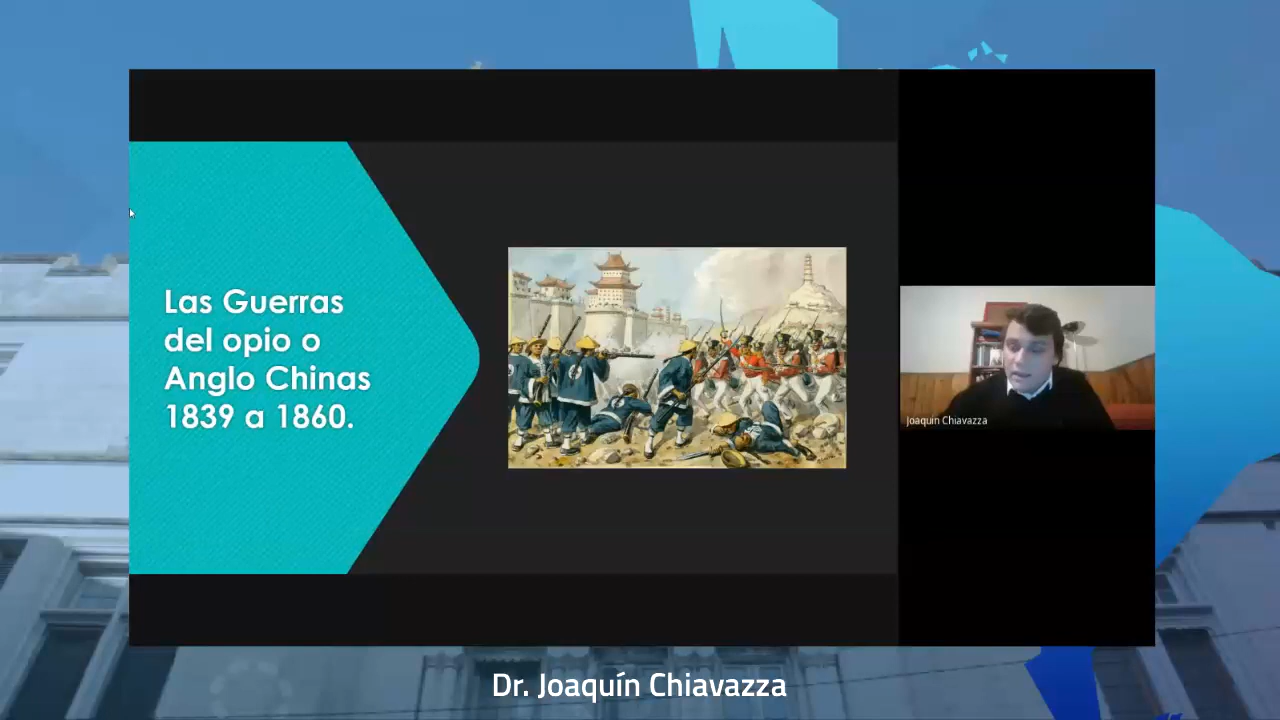 Las Guerras
del opio o
Anglo Chinas
1839 a 1860.
Joaquin Chiavazza
Dr. Joaquín Chiavazza